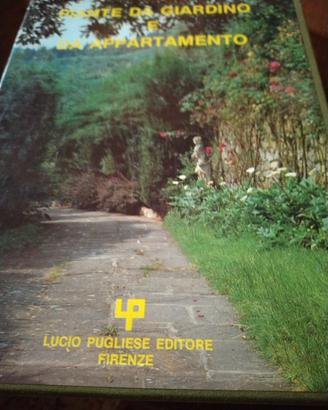 PIANTE DA GIARDINO
E
DA APPARTAMENTO
LP
LUCIO PUGLIESE EDITORE
FIRENZE